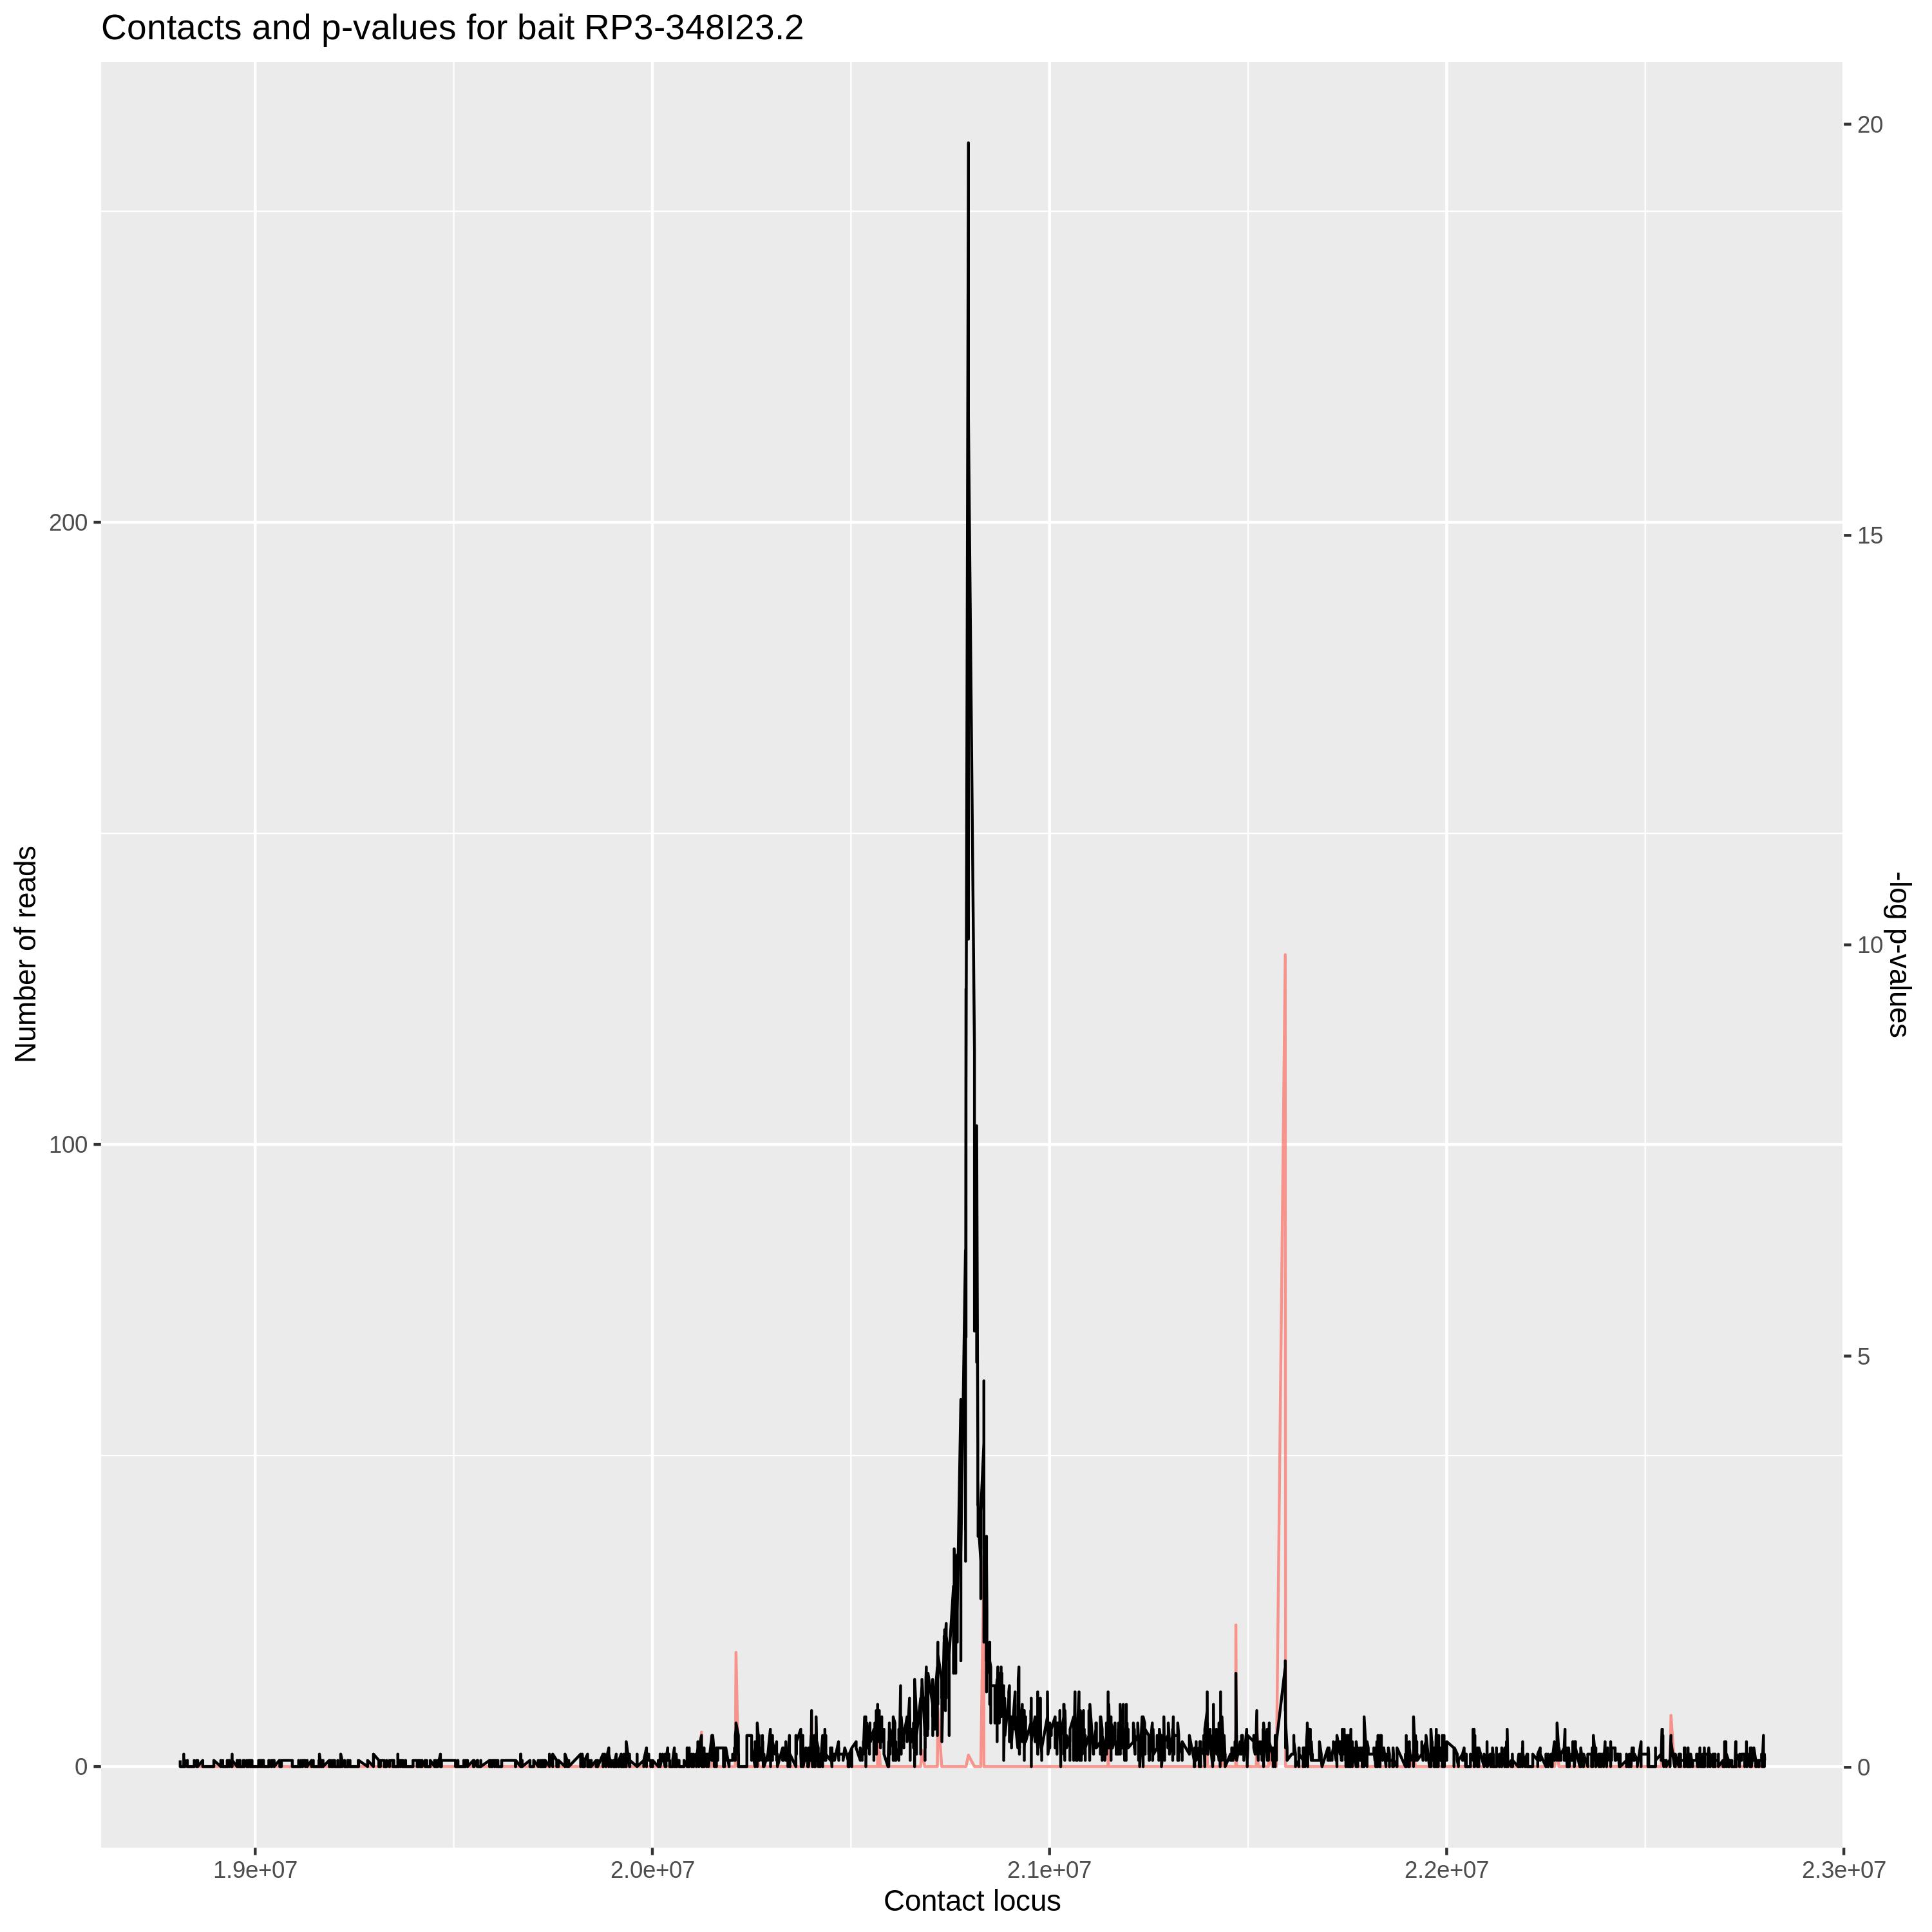 Contacts and p-values for bait RP3-348I23.2
20
200
15
Number of reads
-log p-values
10
100
5
0
0
1.9e+07
2.0e+07
2.1e+07
2.2e+07
2.3e+07
Contact locus